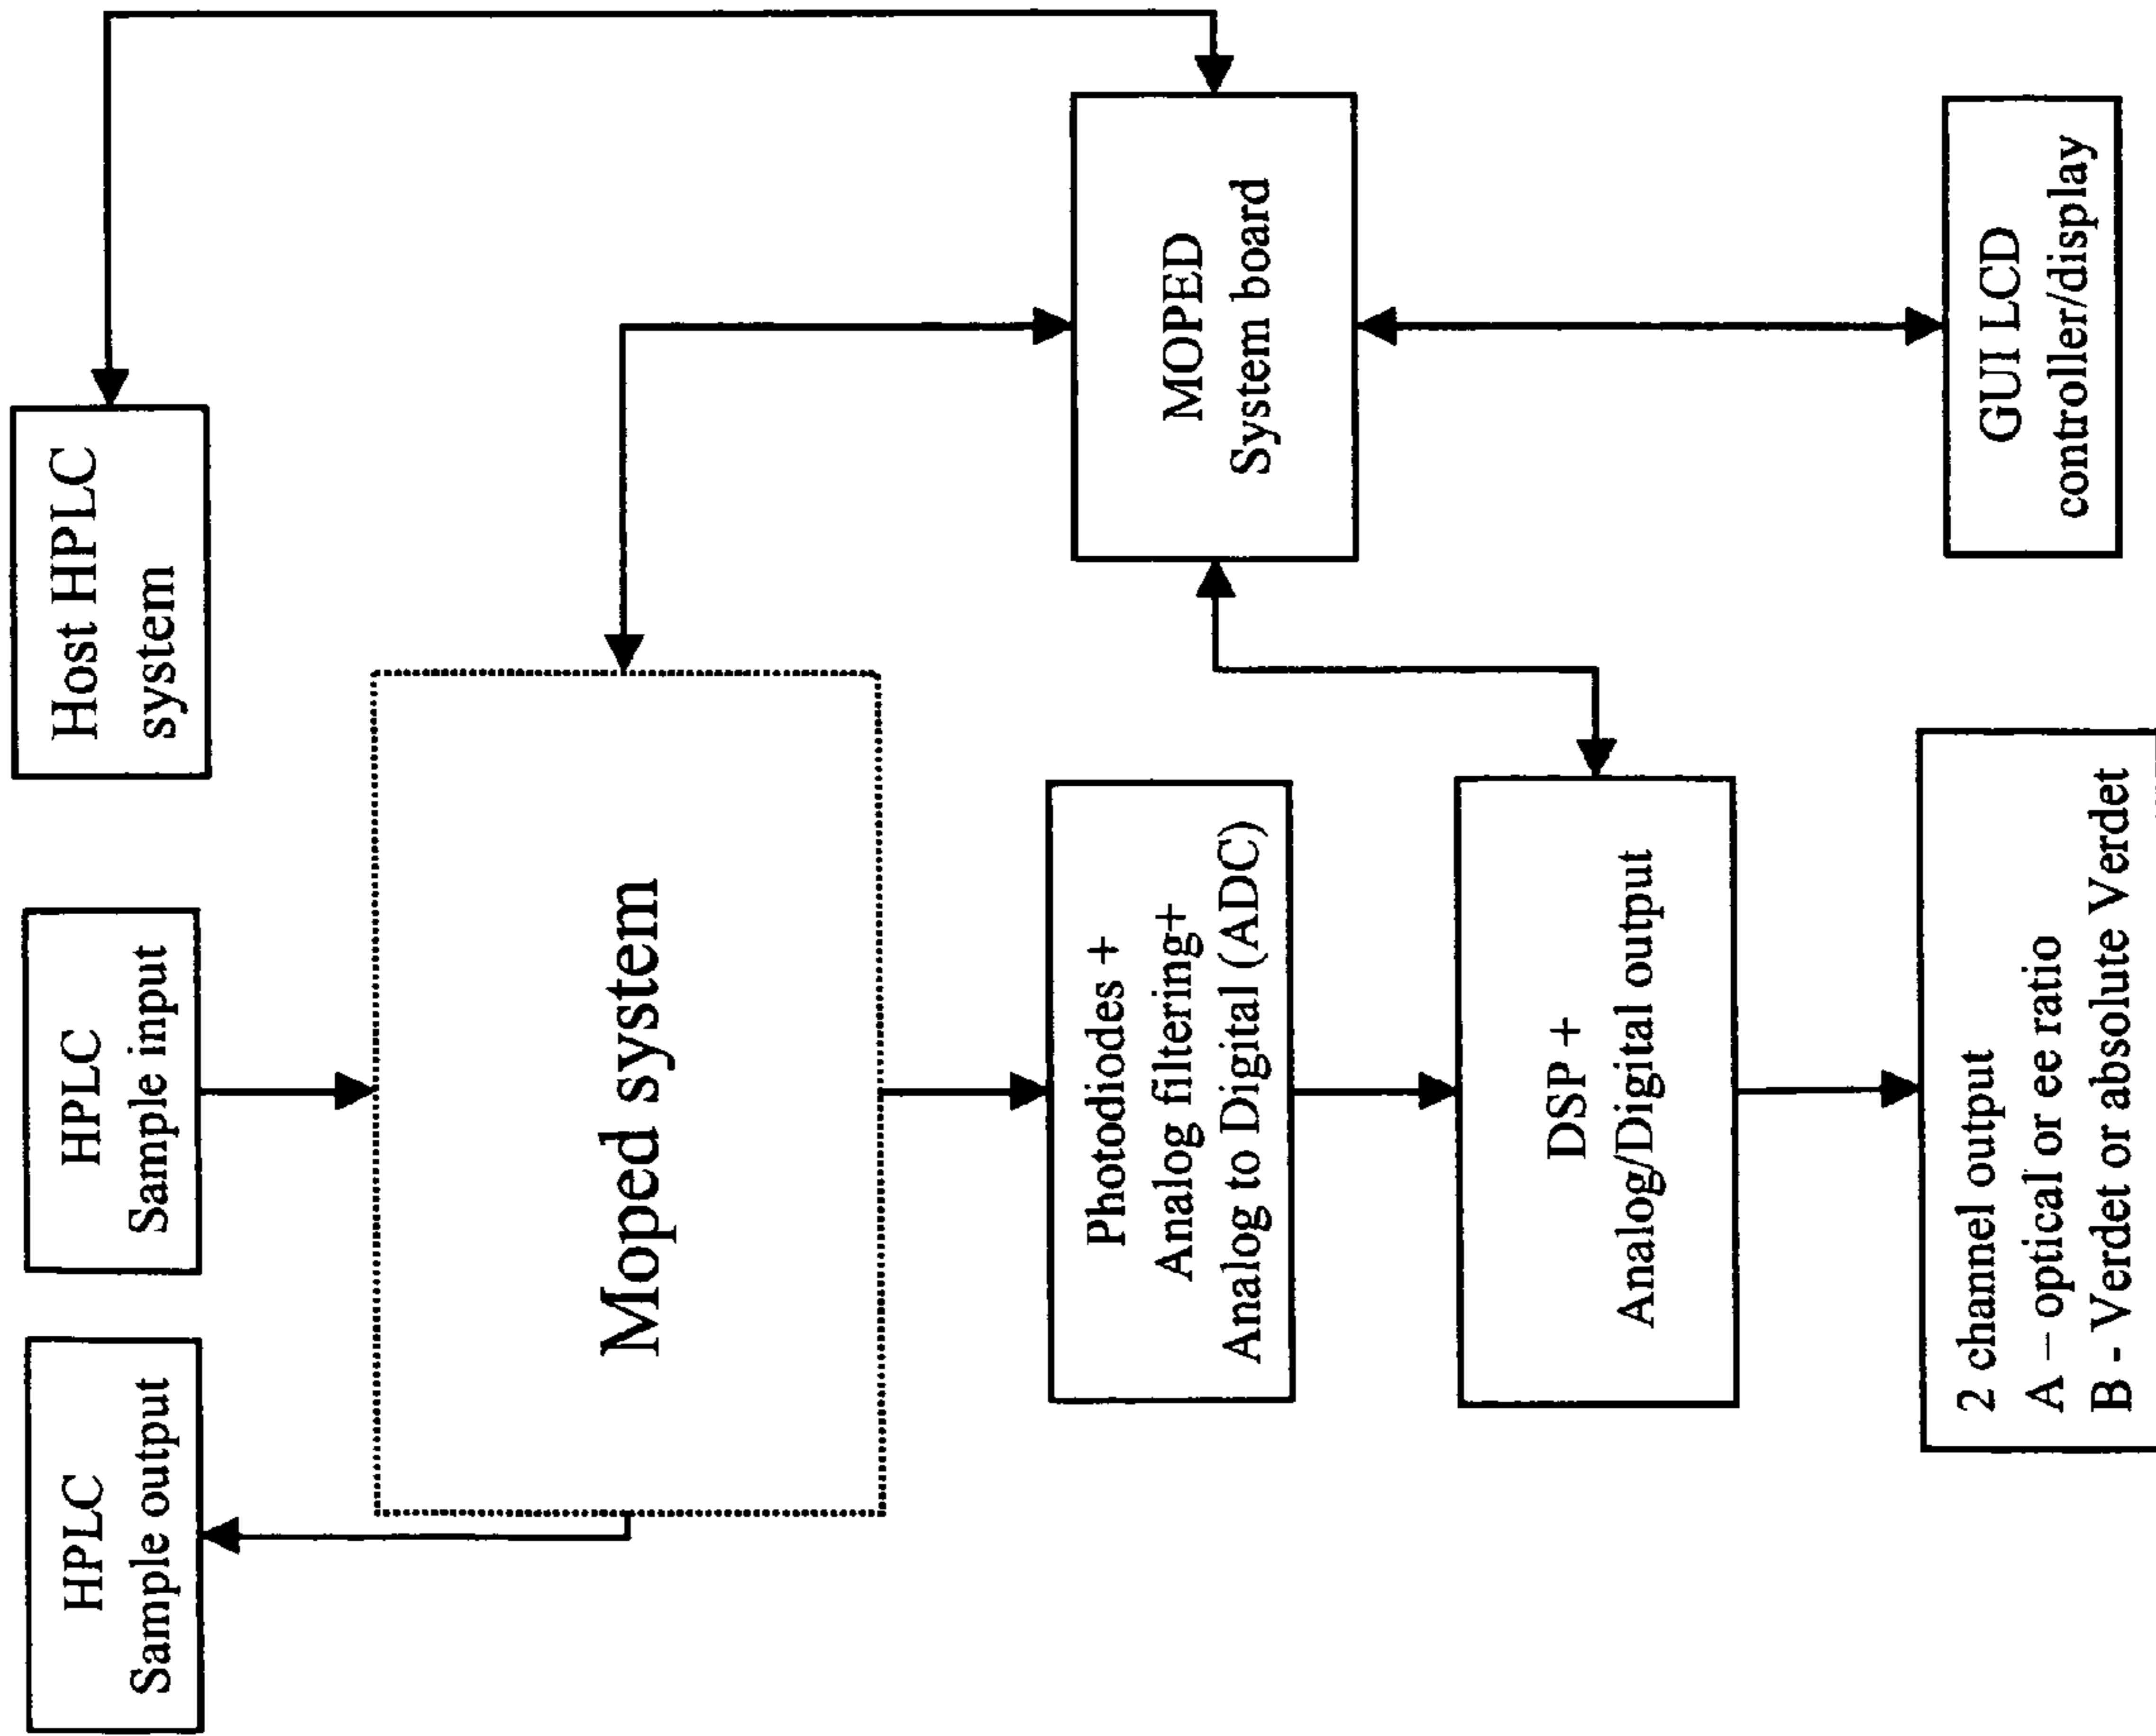 HPLC
Sample output
HPLC
Sample input
Host HPLC
system
Moped system
Photodiodes +
Analog filtering+
Analog to Digital (ADC)
MOPED
System board
DSP +
Analog/Digital output
2 channel output
A – optical or ee ratio
B - Verdet or absolute Verdet
GUI LCD
controller/display